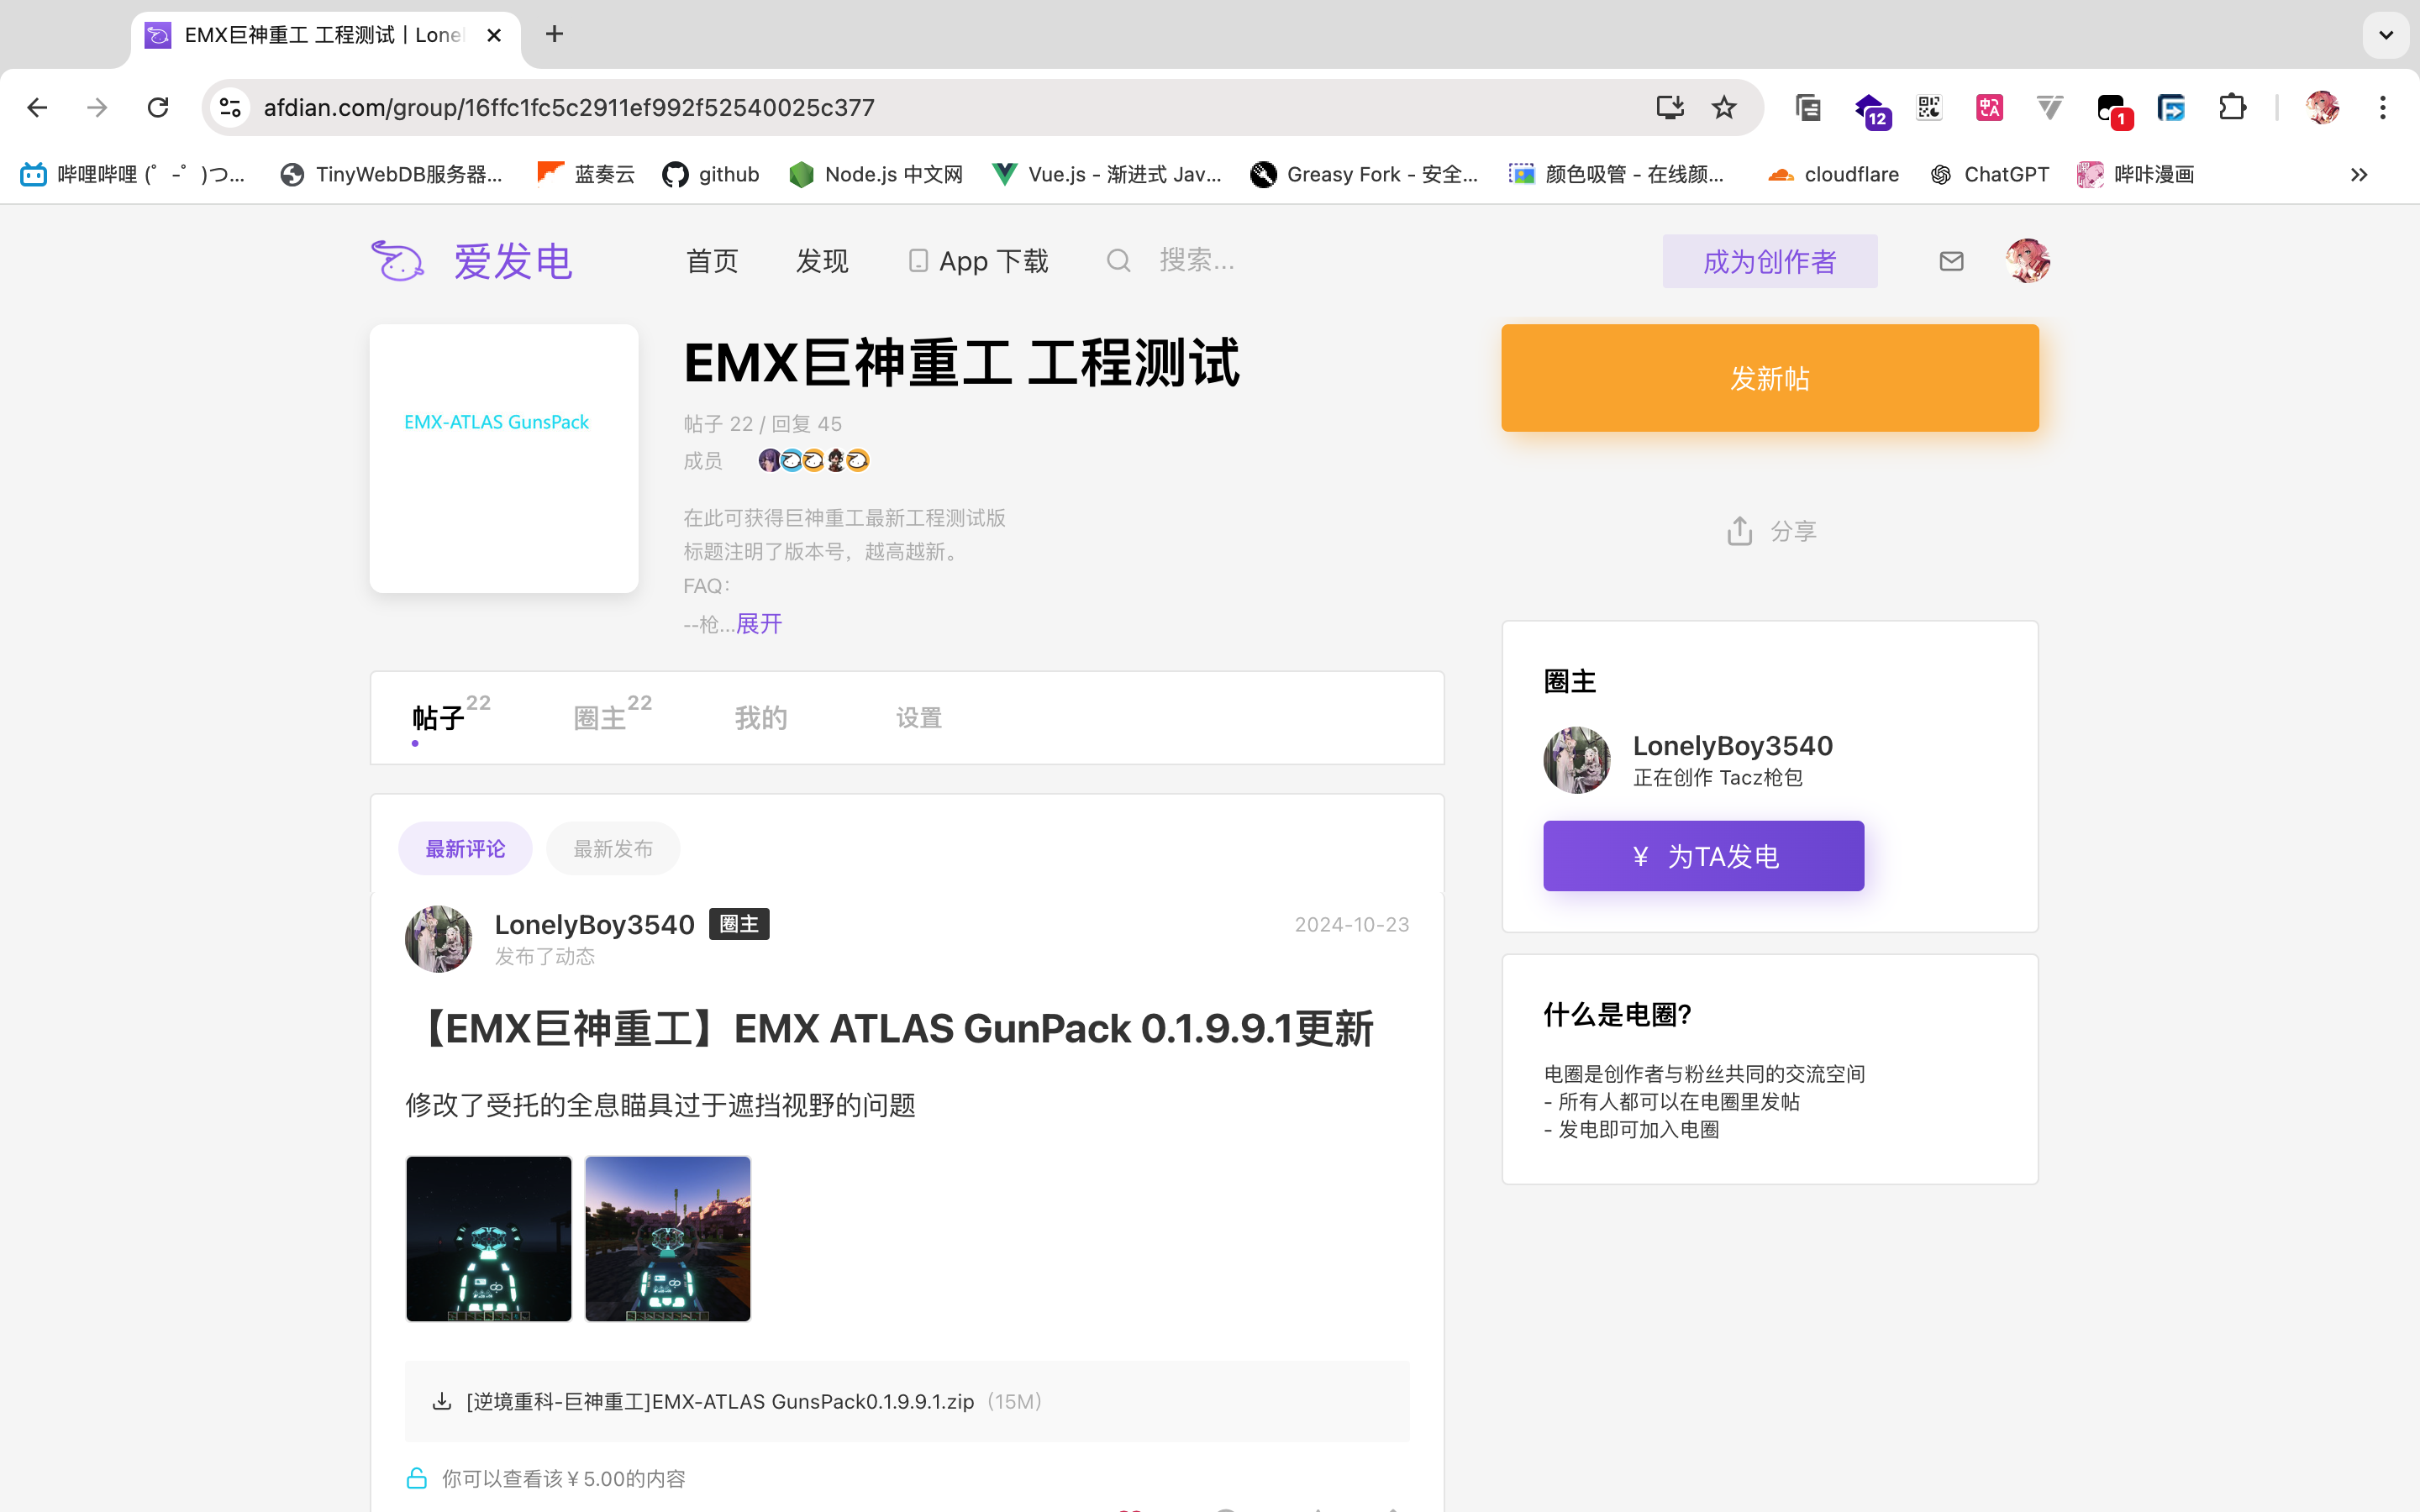 EMX巨神重工 工程测试 | Lone
afdian.com/group/16ffc1fc5c2911ef992f52540025c377
12
1
哔哩哔哩 (゜-゜)つ...
TinyWebDB服务器...
蓝奏云
github
Node.js 中文网
Vue.js - 渐进式 Jav...
Greasy Fork - 安全...
颜色吸管 - 在线颜...
cloudflare
ChatGPT
哔咔漫画
爱发电
首页
发现
App 下载
搜索...
成为创作者
EMX-ATLAS GunsPack
EMX巨神重工 工程测试
帖子 22 / 回复 45
成员
在此可获得巨神重工最新工程测试版
标题注明了版本号，越高越新。
FAQ：
--枪...展开
发新帖
分享
帖子 22
圈主 22
我的
设置
圈主
LonelyBoy3540
正在创作 Tacz枪包
¥ 为TA发电
最新评论
最新发布
LonelyBoy3540 圈主
发布了动态
2024-10-23
【EMX巨神重工】EMX ATLAS GunPack 0.1.9.9.1更新
修改了受托的全息瞄具过于遮挡视野的问题
[逆境重科-巨神重工]EMX-ATLAS GunsPack0.1.9.9.1.zip（15M）
你可以查看该¥5.00的内容
什么是电圈?
电圈是创作者与粉丝共同的交流空间
- 所有人都可以在电圈里发帖
- 发电即可加入电圈